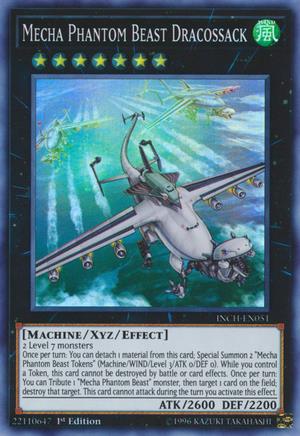 MECHA PHANTOM BEAST DRACOSSACK
風
INCH-EN051
[Machine/Xyz/Effect]
2 Level 7 monsters
Once per turn: You can detach 1 material from this card; Special Summon 2 "Mecha
Phantom Beast Tokens" (Machine/WIND/Level 3/ATK 0/DEF 0). While you control
a Token, this card cannot be destroyed by battle or card effects. Once per turn:
You can Tribute 1 "Mecha Phantom Beast" monster, then target 1 card on the field;
destroy that target. This card cannot attack during the turn you activate this effect.
ATK/2600 DEF/2200
22110647 1st Edition ©1996 KAZUKI TAKAHASHI